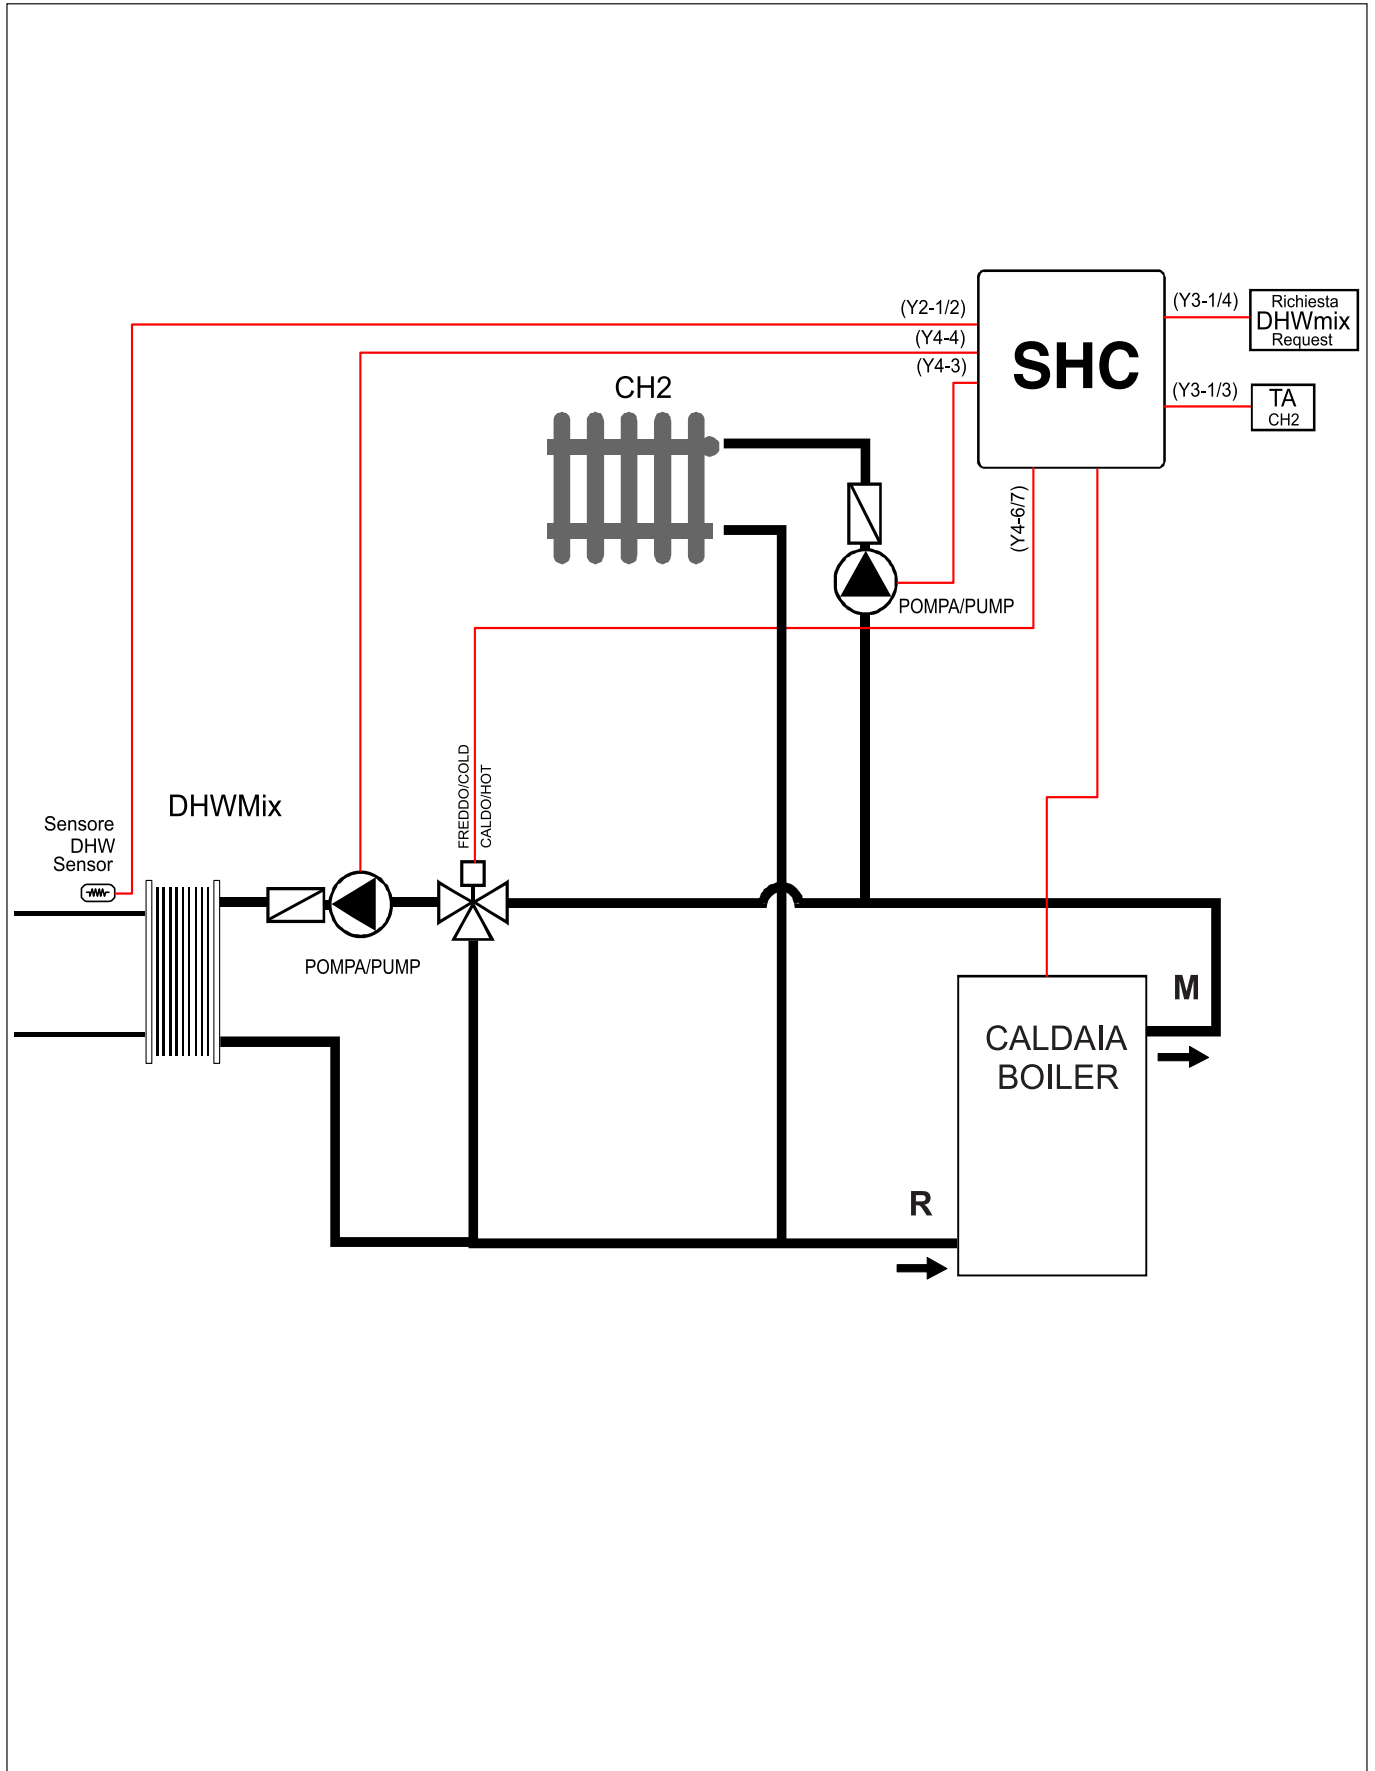 (Y2-1/2)
(Y4-4)
(Y4-3)
SHC
(Y3-1/4)
Richiesta
DHWmix
Request
(Y3-1/3)
TA
CH2
CH2
(Y4-6/7)
POMPA/PUMP
FREDDO/COLD
CALDO/HOT
DHWMix
Sensore
DHW
Sensor
POMPA/PUMP
M
CALDAIA
BOILER
R